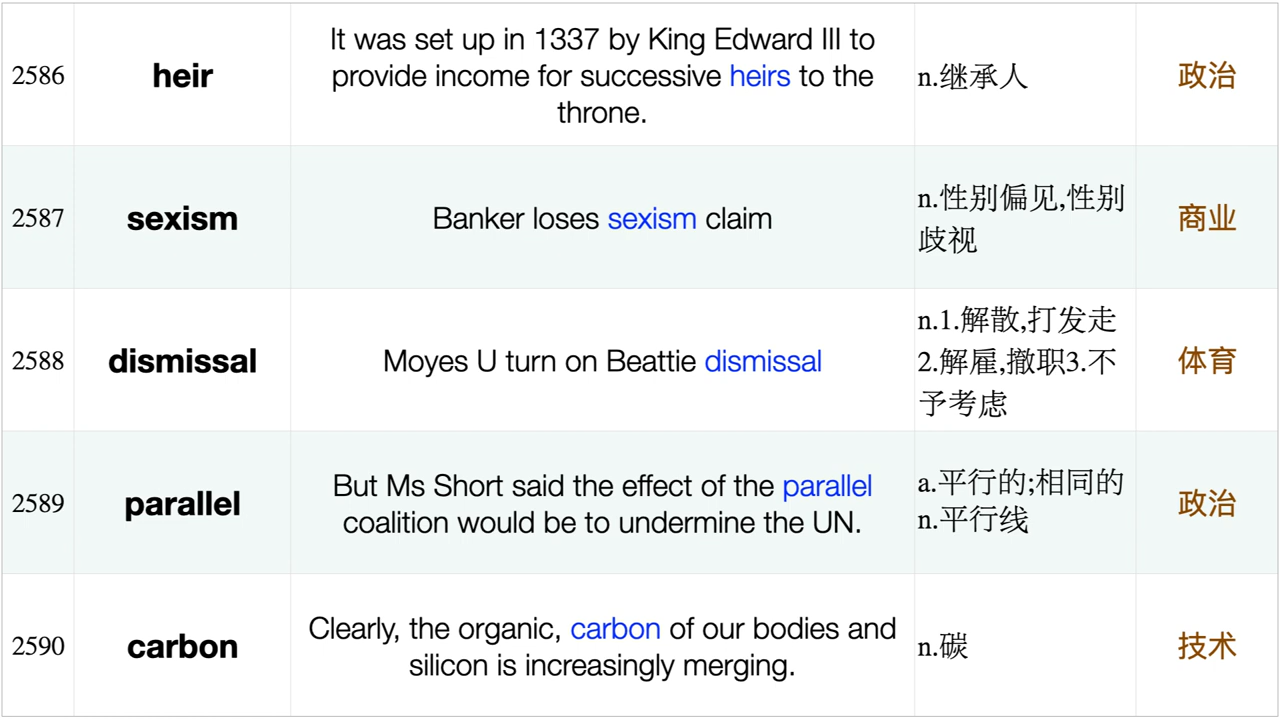 2586
heir
It was set up in 1337 by King Edward III to
provide income for successive heirs to the
throne.
n.继承人
政治
2587
sexism
Banker loses sexism claim
n.性别偏见,性别
歧视
商业
2588
dismissal
Moyes U turn on Beattie dismissal
n.1.解散,打发走
2.解雇,撤职3.不
予考虑
体育
2589
parallel
But Ms Short said the effect of the parallel
coalition would be to undermine the UN.
a.平行的;相同的
n.平行线
政治
2590
carbon
Clearly, the organic, carbon of our bodies and
silicon is increasingly merging.
n.碳
技术